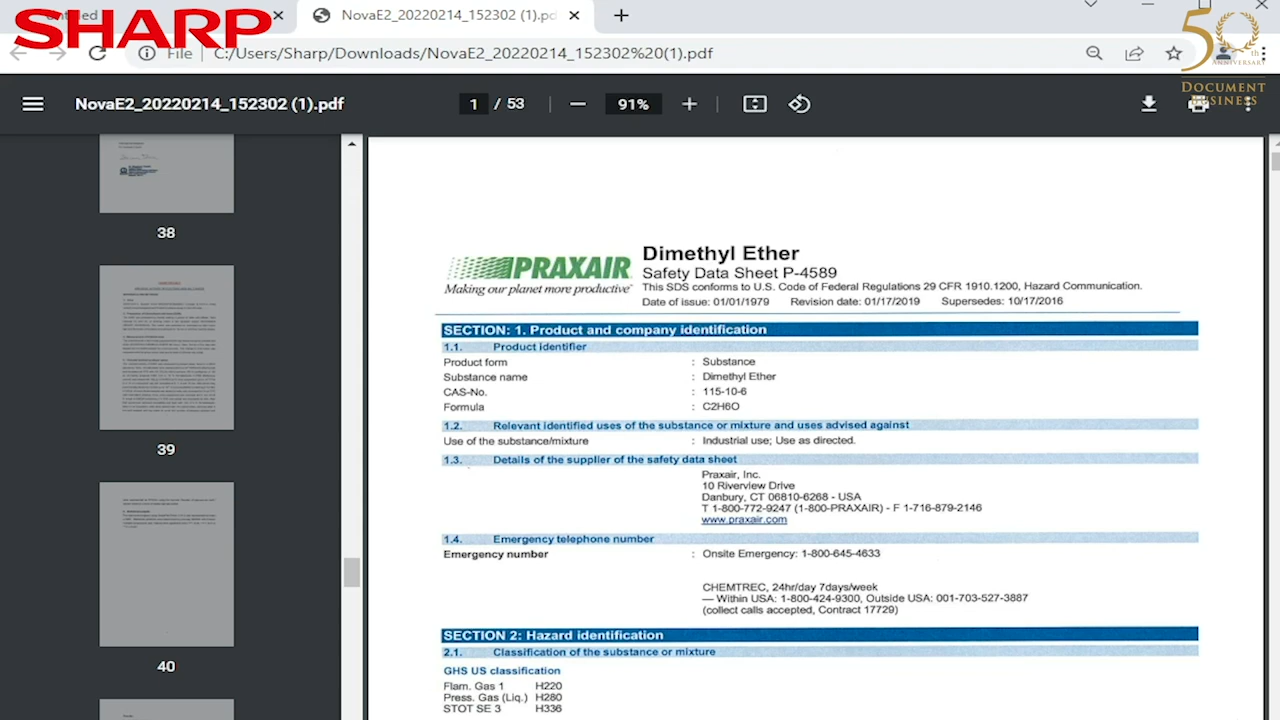 Untitled
NovaE2_20220214_152302 (1).pd
SHARP
File
C:/Users/Sharp/Downloads/NovaE2_20220214_152302%20(1).pdf
50th
ANNIVERSARY
DOCUMENT
BUSINESS
NovaE2_20220214_152302 (1).pdf
1 / 53
91%
38
39
40
PRAXAIR
Making our planet more productive
Dimethyl Ether
Safety Data Sheet P-4589
This SDS conforms to U.S. Code of Federal Regulations 29 CFR 1910.1200, Hazard Communication.
Date of issue: 01/01/1979 Revision date: 01/17/2019 Supersedes: 10/17/2016
SECTION: 1. Product and company identification
1.1. Product identifier
Product form : Substance
Substance name : Dimethyl Ether
CAS-No. : 115-10-6
Formula : C2H6O
1.2. Relevant identified uses of the substance or mixture and uses advised against
Use of the substance/mixture : Industrial use; Use as directed.
1.3. Details of the supplier of the safety data sheet
Praxair, Inc.
10 Riverview Drive
Danbury, CT 06810-6268 - USA
T 1-800-772-9247 (1-800-PRAXAIR) - F 1-716-879-2146
www.praxair.com
1.4. Emergency telephone number
Emergency number : Onsite Emergency: 1-800-645-4633
CHEMTREC, 24hr/day 7days/week
— Within USA: 1-800-424-9300, Outside USA: 001-703-527-3887
(collect calls accepted, Contract 17729)
SECTION 2: Hazard identification
2.1. Classification of the substance or mixture
GHS US classification
Flam. Gas 1 H220
Press. Gas (Liq.) H280
STOT SE 3 H336